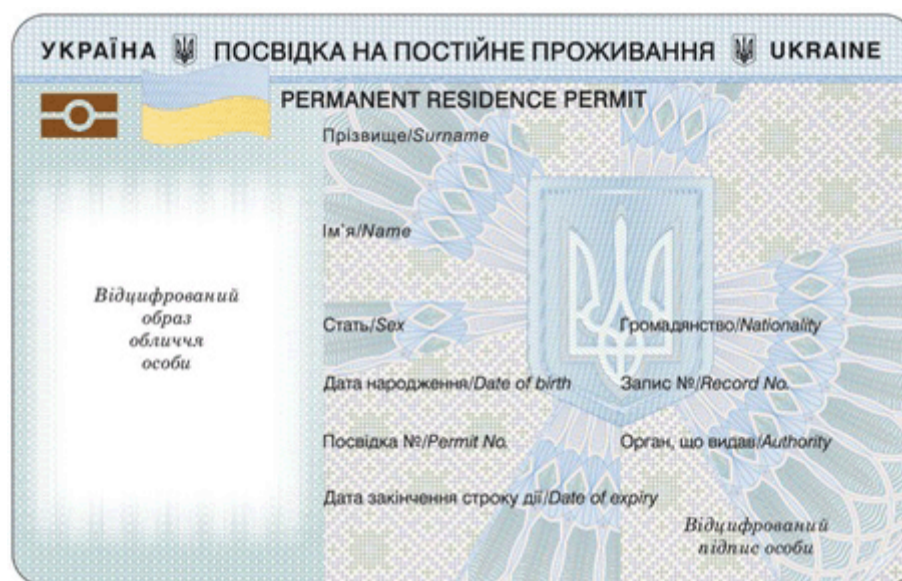 УКРАЇНА ПОСВІДКА НА ПОСТІЙНЕ ПРОЖИВАННЯ UKRAINE
PERMANENT RESIDENCE PERMIT
Прізвище/Surname
Ім'я/Name
Відцифрований
образ
обличчя
особи
Стать/Sex Громадянство/Nationality
Дата народження/Date of birth Запис №/Record No.
Посвідка №/Permit No. Орган, що видав/Authority
Дата закінчення строку дії/Date of expiry
Відцифрований
підпис особи